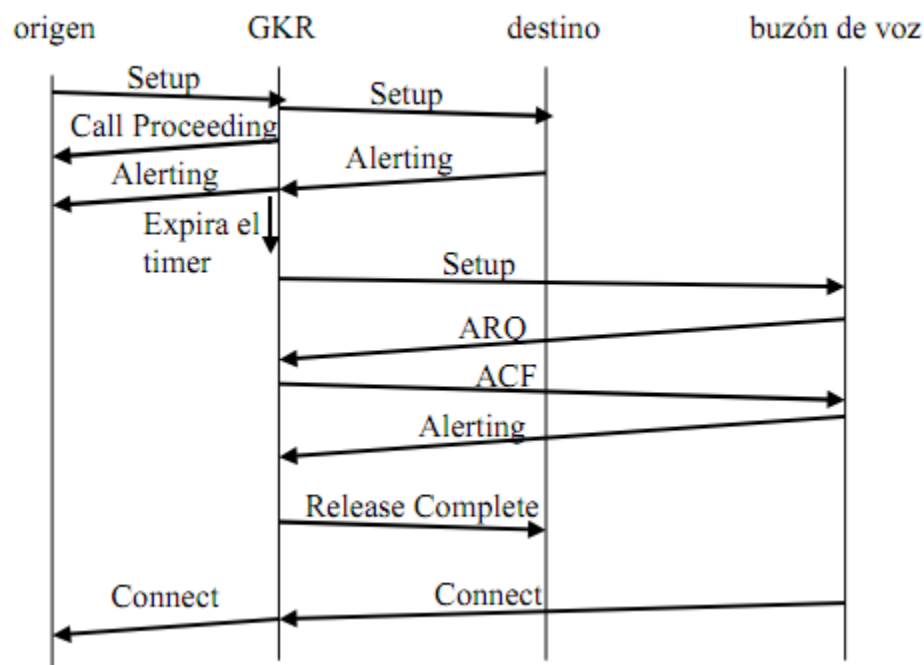 origen GKR destino buzón de voz
Setup
Setup
Call Proceeding
Alerting
Alerting
Expira el
timer
Setup
ARQ
ACF
Alerting
Release Complete
Connect
Connect